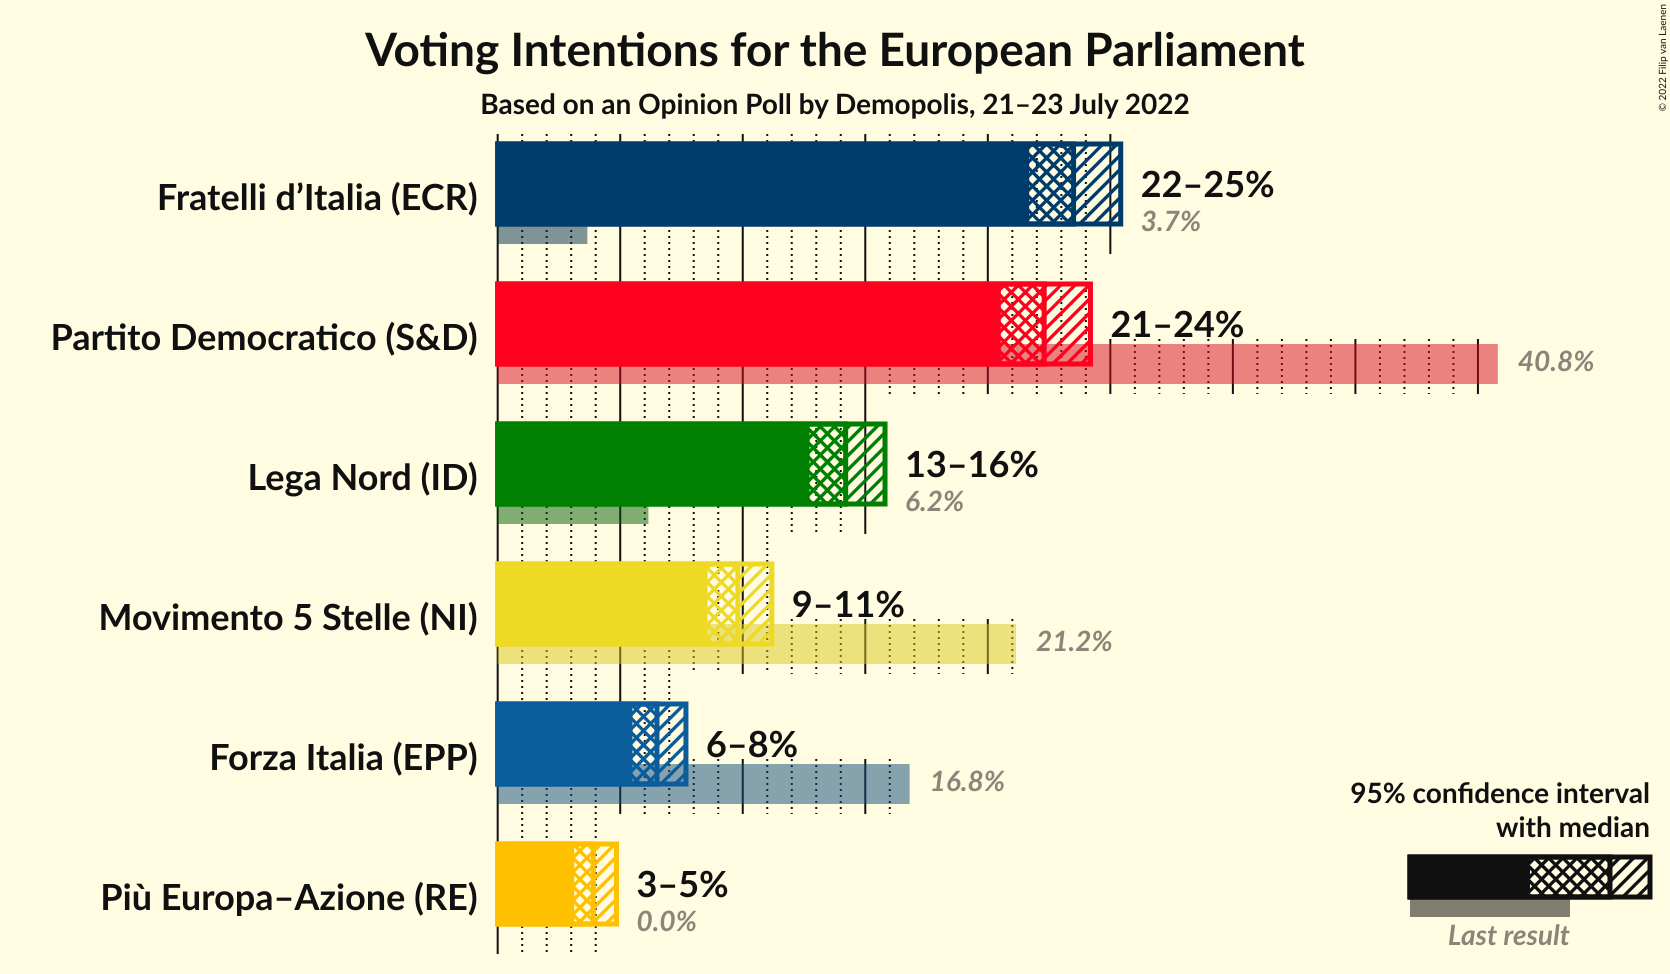 Voting Intentions for the European Parliament
Based on an Opinion Poll by Demopolis, 21–23 July 2022
© 2022 Filip van Laenen
Fratelli d’Italia (ECR)
22–25%
3.7%
Partito Democratico (S&D)
21–24%
40.8%
Lega Nord (ID)
13–16%
6.2%
Movimento 5 Stelle (NI)
9–11%
21.2%
Forza Italia (EPP)
6–8%
16.8%
Più Europa–Azione (RE)
3–5%
0.0%
95% confidence interval
with median
Last result